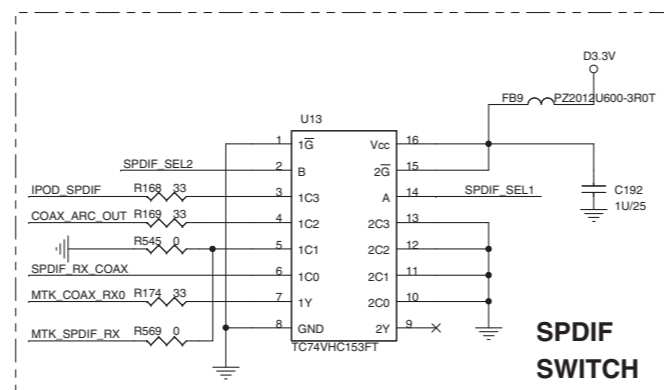 D3.3V
FB9 PZ2012U600-3R0T
U13
1 1G Vcc 16
SPDIF_SEL2 2 B 2G 15
IPOD_SPDIF R168 33 3 1C3 A 14 SPDIF_SEL1
C192
1U/25
COAX_ARC_OUT R169 33 4 1C2 2C3 13
R545 0 5 1C1 2C2 12
SPDIF_RX_COAX 6 1C0 2C1 11
MTK_COAX_RX0 R174 33 7 1Y 2C0 10
MTK_SPDIF_RX R569 0 8 GND 2Y 9
TC74VHC153FT
SPDIF
SWITCH